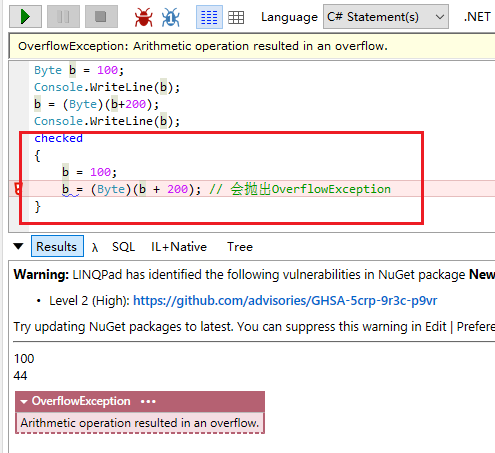 Language C# Statement(s) .NET
OverflowException: Arithmetic operation resulted in an overflow.
Byte b = 100;
Console.WriteLine(b);
b = (Byte)(b+200);
Console.WriteLine(b);
checked
{
b = 100;
b = (Byte)(b + 200); // 会抛出OverflowException
}
Results λ SQL IL+Native Tree
Warning: LINQPad has identified the following vulnerabilities in NuGet package New
• Level 2 (High): https://github.com/advisories/GHSA-5crp-9r3c-p9vr
Try updating NuGet packages to latest. You can suppress this warning in Edit | Prefere
100
44
OverflowException •••
Arithmetic operation resulted in an overflow.